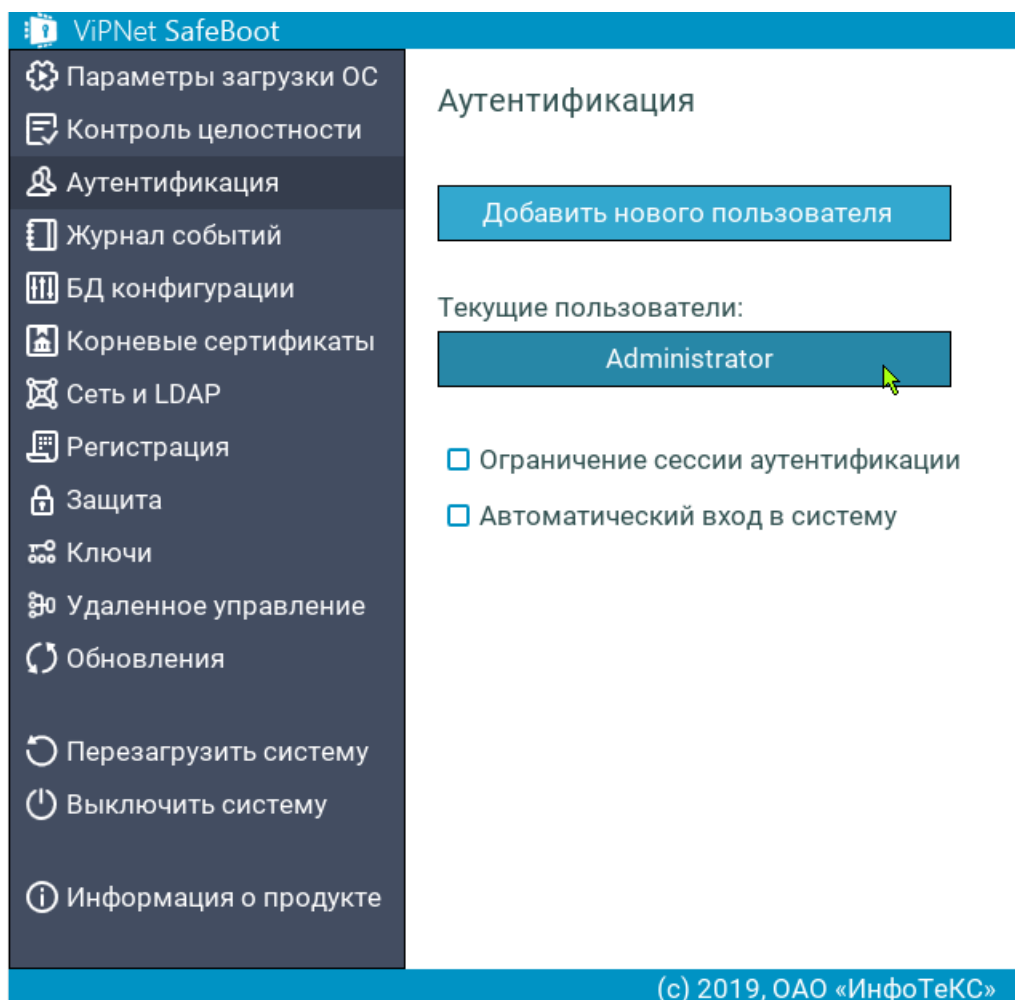 ViPNet SafeBoot
Параметры загрузки ОС
Контроль целостности
Аутентификация
Журнал событий
БД конфигурации
Корневые сертификаты
Сеть и LDAP
Регистрация
Защита
Ключи
Удаленное управление
Обновления
Перезагрузить систему
Выключить систему
Информация о продукте
Аутентификация
Добавить нового пользователя
Текущие пользователи:
Administrator
Ограничение сессии аутентификации
Автоматический вход в систему
(c) 2019, ОАО «ИнфоТеКС»